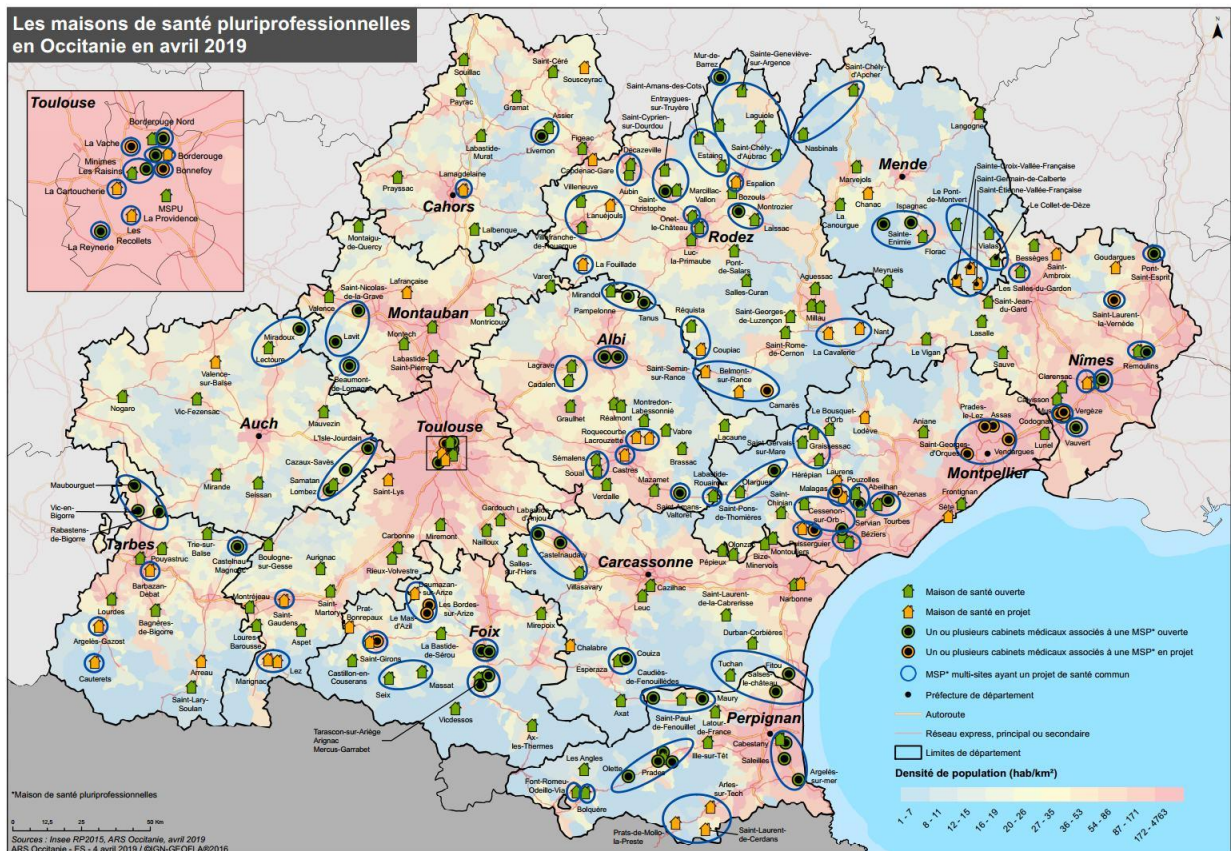 Les maisons de santé pluriprofessionnelles
en Occitanie en avril 2019
Toulouse
Borderouge Nord
La Vache
Borderouge
Minimes
Les Raisins
Bonnefoy
La Cartoucherie
MSPU
La Providence
Les
Recollets
La Reynerie
Souillac
Saint-Céré
Sousceyrac
Payrac
Gramat
Assier
Labastide-
Murat
Livernon
Figeac
Capdenac-Gare
Lamagdelaine
Prayssac
Cahors
Lalbenque
Mur-de-
Barrez
Sainte-Geneviève-
sur-Argence
Saint-Amans-des-Cots
Entraygues-
sur-Truyère
Saint-Cyprien-
sur-Dourdou
Laguiole
Decazeville
Estaing
Saint-Chély-
d'Aubrac
Aubin
Espalion
Villeneuve
Saint-
Christophe
Marcillac-
Vallon
Bozouls
Montrozier
Lanuéjouls
Onet-
le-Château
Laissac
Villefranche-
de-Rouergue
Rodez
Luc-
la-Primaube
La Fouillade
Pont-
de-Salars
Salles-Curan
Aguessac
Saint-Georges-
de-Luzençon
Millau
Saint-Rome-
de-Cernon
La Cavalerie
Nant
Réquista
Coupiac
Saint-Sernin-
sur-Rance
Belmont-
sur-Rance
Camarès
Saint-Chély-
d'Apcher
Nasbinals
Langogne
Mende
Marvejols
Chanac
Ispagnac
La
Canourgue
Sainte-
Enimie
Florac
Le Pont-
de-Montvert
Vialas
Meyrueis
Sainte-Croix-Vallée-Française
Saint-Germain-de-Calberte
Saint-Étienne-Vallée-Française
Le Collet-de-Dèze
Bessèges
Saint-
Ambroix
Goudargues
Pont-
Saint-Esprit
Les Salles-du-Gardon
Saint-Jean-
du-Gard
Saint-Laurent-
la-Vernède
Lasalle
Le Vigan
Sauve
Nîmes
Remoulins
Clarensac
Clavisson
Codognan
Vergèze
Vauvert
Lunel
Montaigu-
de-Quercy
Lafrançaise
Varen
Saint-Nicolas-
de-la-Grave
Valence
Montauban
Montricoux
Montech
Labastide-
Saint-Pierre
Lavit
Beaumont-
de-Lomagne
Miradoux
Lectoure
Valence-
sur-Baïse
Nogaro
Vic-Fezensac
Mauvezin
Auch
L'Isle-Jourdain
Cazaux-Savès
Samatan
Lombez
Mirande
Seissan
Mirandol
Pampelonne
Tanus
Albi
Lagrave
Cadalen
Graulhet
Réalmont
Montredon-
Labessonnié
Roquecourbe
Lacrouzette
Vabre
Lacaune
Sémalens
Soual
Castres
Brassac
Verdalle
Mazamet
Labastide-
Rouairoux
Saint-Amans-
Valtoret
Toulouse
Saint-Lys
Miremont
Gardouch
Nailloux
Carbonne
Rieux-Volvestre
Boulogne-
sur-Gesse
Aurignac
Saint-
Martory
Saint-
Gaudens
Montréjeau
Aspet
Loures-
Barousse
Marignac
Lez
Maubourguet
Vic-en-
Bigorre
Rabastens-
de-Bigorre
Tarbes
Trie-sur-
Baïse
Castelnau
Magnoac
Pouyastruc
Barbazan-
Debat
Lourdes
Bagnères-
de-Bigorre
Argelès-Gazost
Cauterets
Arreau
Saint-Lary-
Soulan
Daumazan-
sur-Arize
Les Bordes-
sur-Arize
Prat-
Bonrepaux
Le Mas-
d'Azil
Foix
La Bastide-
de-Sérou
Saint-Girons
Castillon-en-
Couserans
Seix
Massat
Vicdessos
Mirepoix
Tarascon-sur-Ariège
Arignac
Mercus-Garrabet
Ax-
les-Thermes
Labastide-
d'Anjou
Castelnaudary
Salles-
sur-l'Hers
Villasavary
Carcassonne
Cazilhac
Leuc
Chalabre
Esperaza
Couiza
Axat
Pépieux
Olonzac
Bize-
Minervois
Montouliers
Narbonne
Saint-Laurent-
de-la-Cabrerisse
Durban-Corbières
Tuchan
Fitou
Salses-
le-château
Caudiès-
de-Fenouillèdes
Maury
Saint-Paul-
de-Fenouillet
Latour-
de-France
Perpignan
Cabestany
Ille-sur-Têt
Saleilles
Argelès-
sur-mer
Les Angles
Olette
Prades
Font-Romeu-
Odeillo-Via
Bolquère
Arles-
sur-Tech
Prats-de-Mollo-
la-Preste
Saint-Laurent-
de-Cerdans
Le Bousquet-
d'Orb
Lodève
Graissessac
Saint-Gervais-
sur-Mare
Hérépian
Olargues
Saint-Pons-
de-Thomières
Saint-
Chinian
Laurens
Pouzolles
Abeilhan
Malagas
Pézenas
Cessenon-
sur-Orb
Servian
Tourbes
Puisserguier
Béziers
Aniane
Prades-
le-Lez
Assas
Saint-Georges-
d'Orques
Vendargues
Montpellier
Frontignan
Sète
Maison de santé ouverte
Maison de santé en projet
Un ou plusieurs cabinets médicaux associés à une MSP* ouverte
Un ou plusieurs cabinets médicaux associés à une MSP* en projet
MSP* multi-sites ayant un projet de santé commun
Préfecture de département
Autoroute
Réseau express, principal ou secondaire
Limites de département
Densité de population (hab/km²)
1 - 7
8 - 11
12 - 15
16 - 19
20 - 26
27 - 35
36 - 53
54 - 86
87 - 171
172 - 4763
*Maison de santé pluriprofessionnelles
0
12,5
25
50 Km
Sources : Insee RP2015, ARS Occitanie, avril 2019
ARS Occitanie - ES - 4 avril 2019 / ©IGN-GEOFLA®2016
N